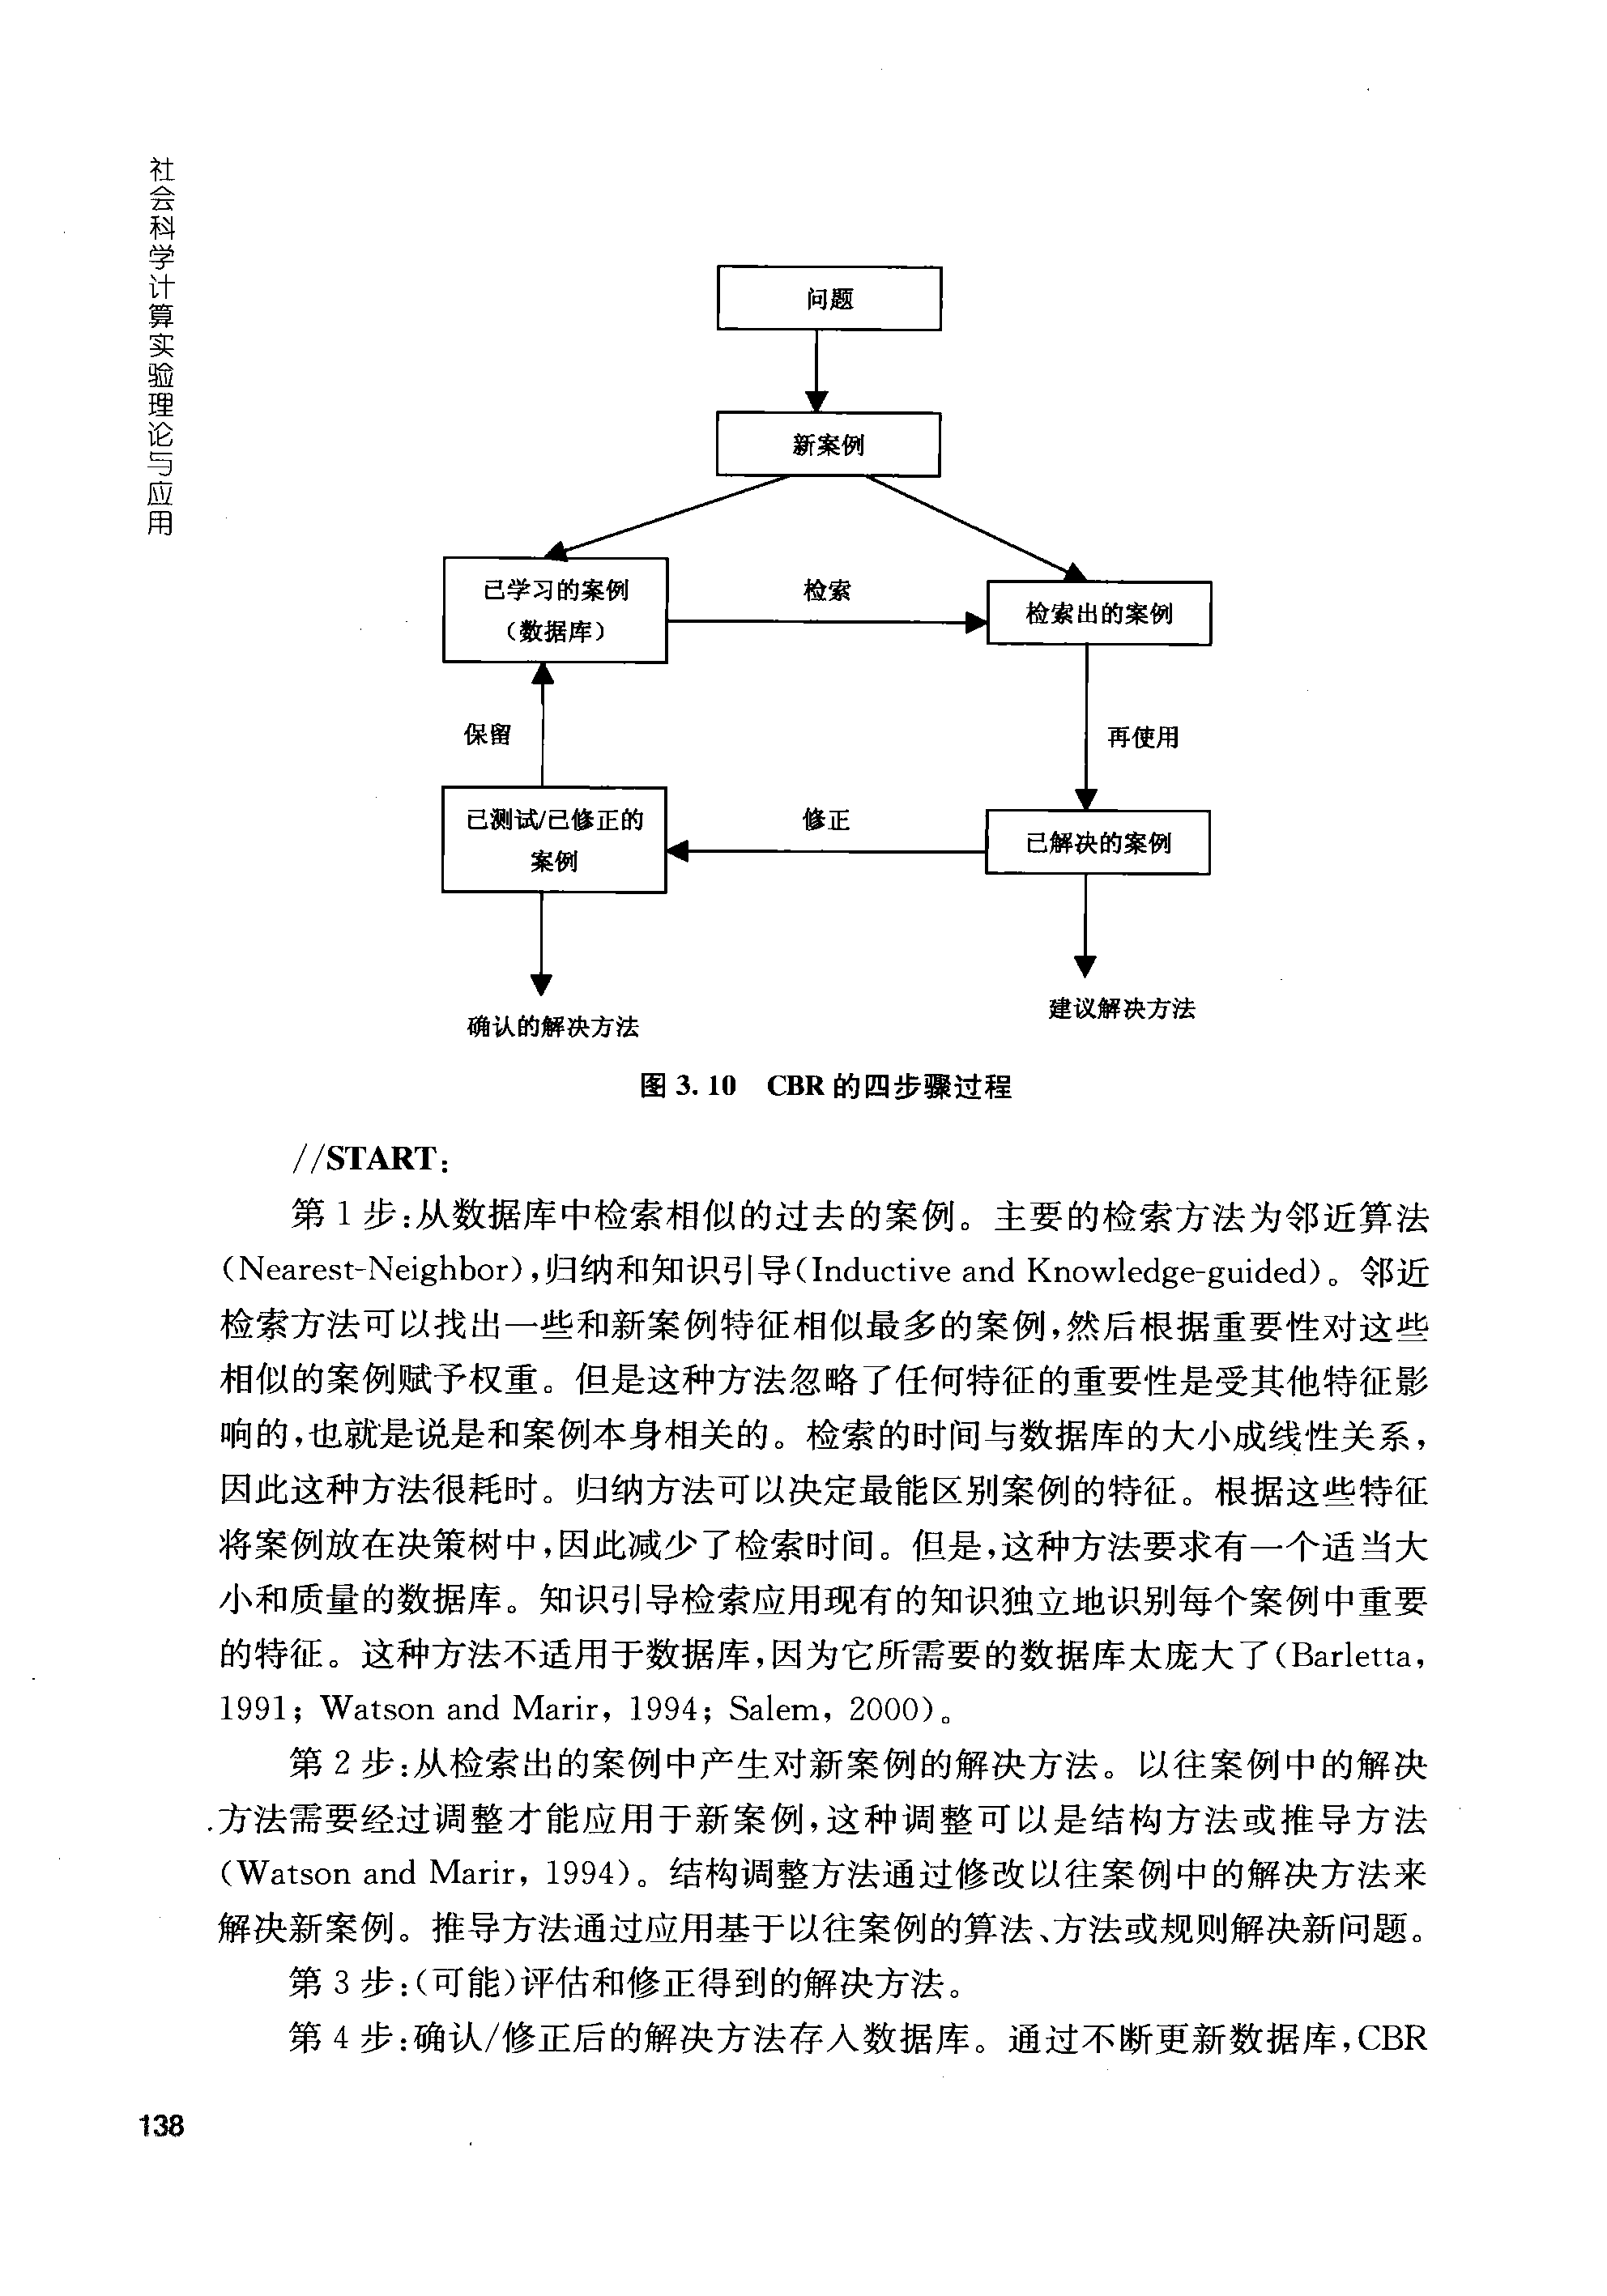 社会科学计算实验理论与应用
问题
新案例
已学习的案例
（数据库）
检索
检索出的案例
保留
再使用
已测试/已修正的
案例
修正
已解决的案例
确认的解决方法
建议解决方法
图 3.10 CBR 的四步骤过程
//START：
第 1 步：从数据库中检索相似的过去的案例。主要的检索方法为邻近算法
(Nearest-Neighbor)，归纳和知识引导(Inductive and Knowledge-guided)。邻近
检索方法可以找出一些和新案例特征相似最多的案例，然后根据重要性对这些
相似的案例赋予权重。但是这种方法忽略了任何特征的重要性是受其他特征影
响的，也就是说是和案例本身相关的。检索的时间与数据库的大小成线性关系，
因此这种方法很耗时。归纳方法可以决定最能区别案例的特征。根据这些特征
将案例放在决策树中，因此减少了检索时间。但是，这种方法要求有一个适当大
小和质量的数据库。知识引导检索应用现有的知识独立地识别每个案例中重要
的特征。这种方法不适用于数据库，因为它所需要的数据库太庞大了(Barletta，
1991；Watson and Marir，1994；Salem，2000)。
第 2 步：从检索出的案例中产生对新案例的解决方法。以往案例中的解决
方法需要经过调整才能应用于新案例，这种调整可以是结构方法或推导方法
(Watson and Marir，1994)。结构调整方法通过修改以往案例中的解决方法来
解决新案例。推导方法通过应用基于以往案例的算法、方法或规则解决新问题。
第 3 步：(可能)评估和修正得到的解决方法。
第 4 步：确认/修正后的解决方法存入数据库。通过不断更新数据库，CBR
138